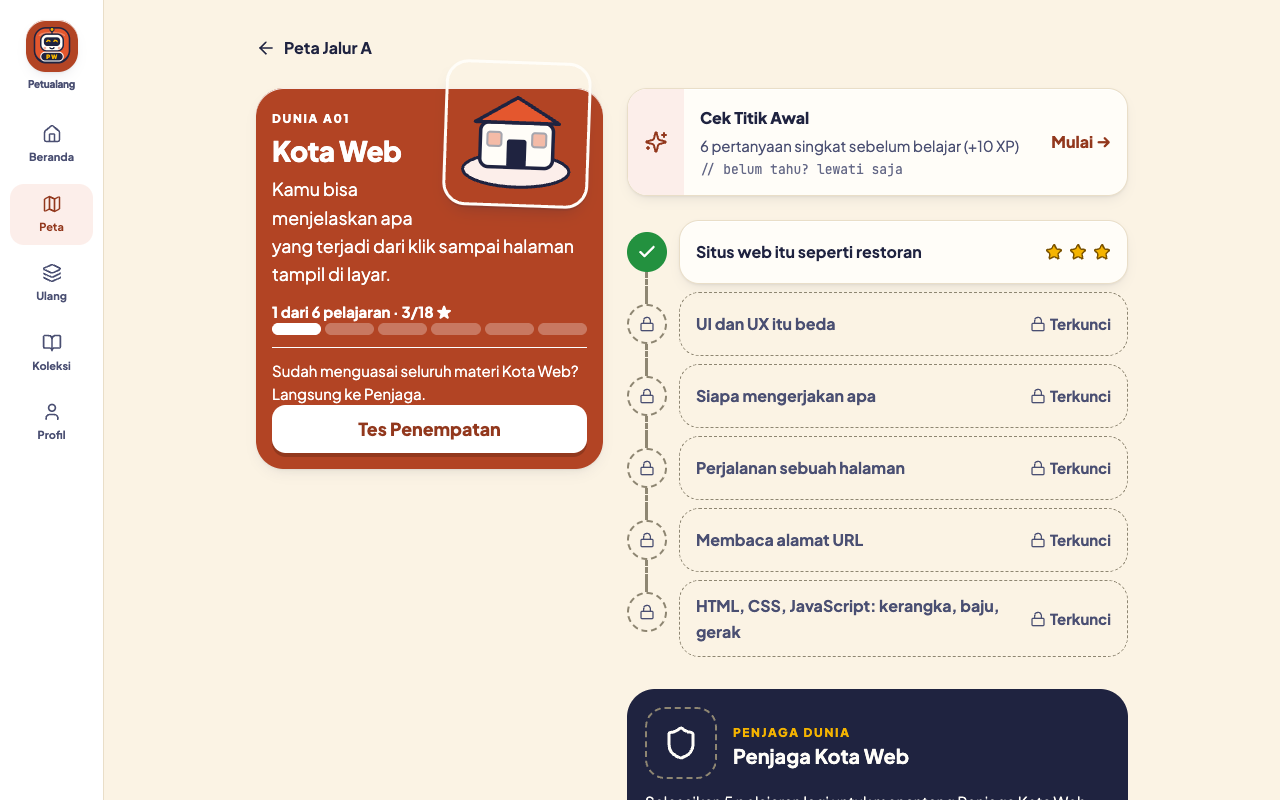 PW
Petualang
Beranda
Peta
Ulang
Koleksi
Profil
Peta Jalur A
DUNIA A01
Kota Web
Kamu bisa
menjelaskan apa
yang terjadi dari klik sampai halaman
tampil di layar.
1 dari 6 pelajaran · 3/18
Sudah menguasai seluruh materi Kota Web?
Langsung ke Penjaga.
Tes Penempatan
Cek Titik Awal
6 pertanyaan singkat sebelum belajar (+10 XP)
// belum tahu? lewati saja
Mulai →
Situs web itu seperti restoran
UI dan UX itu beda
Terkunci
Siapa mengerjakan apa
Terkunci
Perjalanan sebuah halaman
Terkunci
Membaca alamat URL
Terkunci
HTML, CSS, JavaScript: kerangka, baju,
gerak
Terkunci
PENJAGA DUNIA
Penjaga Kota Web